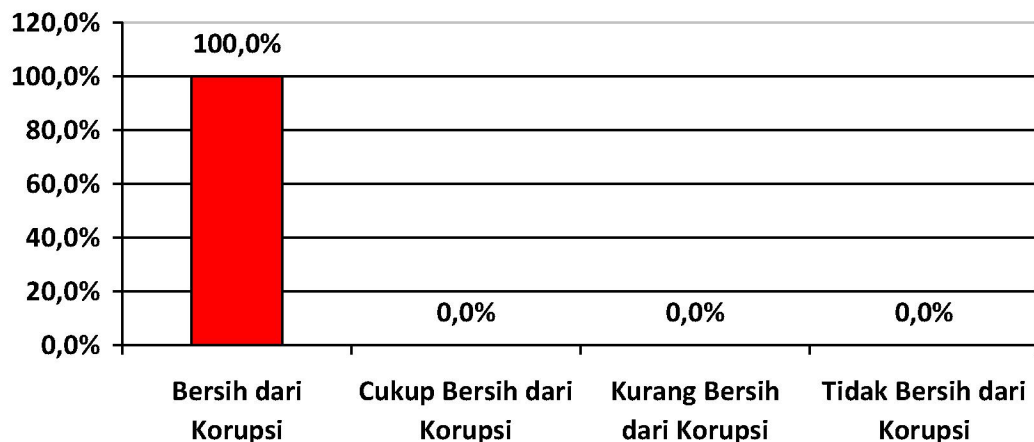 120,0%
100,0%
100,0%
80,0%
60,0%
40,0%
20,0%
0,0%
0,0%
0,0%
0,0%
Bersih dari
Korupsi
Cukup Bersih dari
Korupsi
Kurang Bersih
dari Korupsi
Tidak Bersih dari
Korupsi